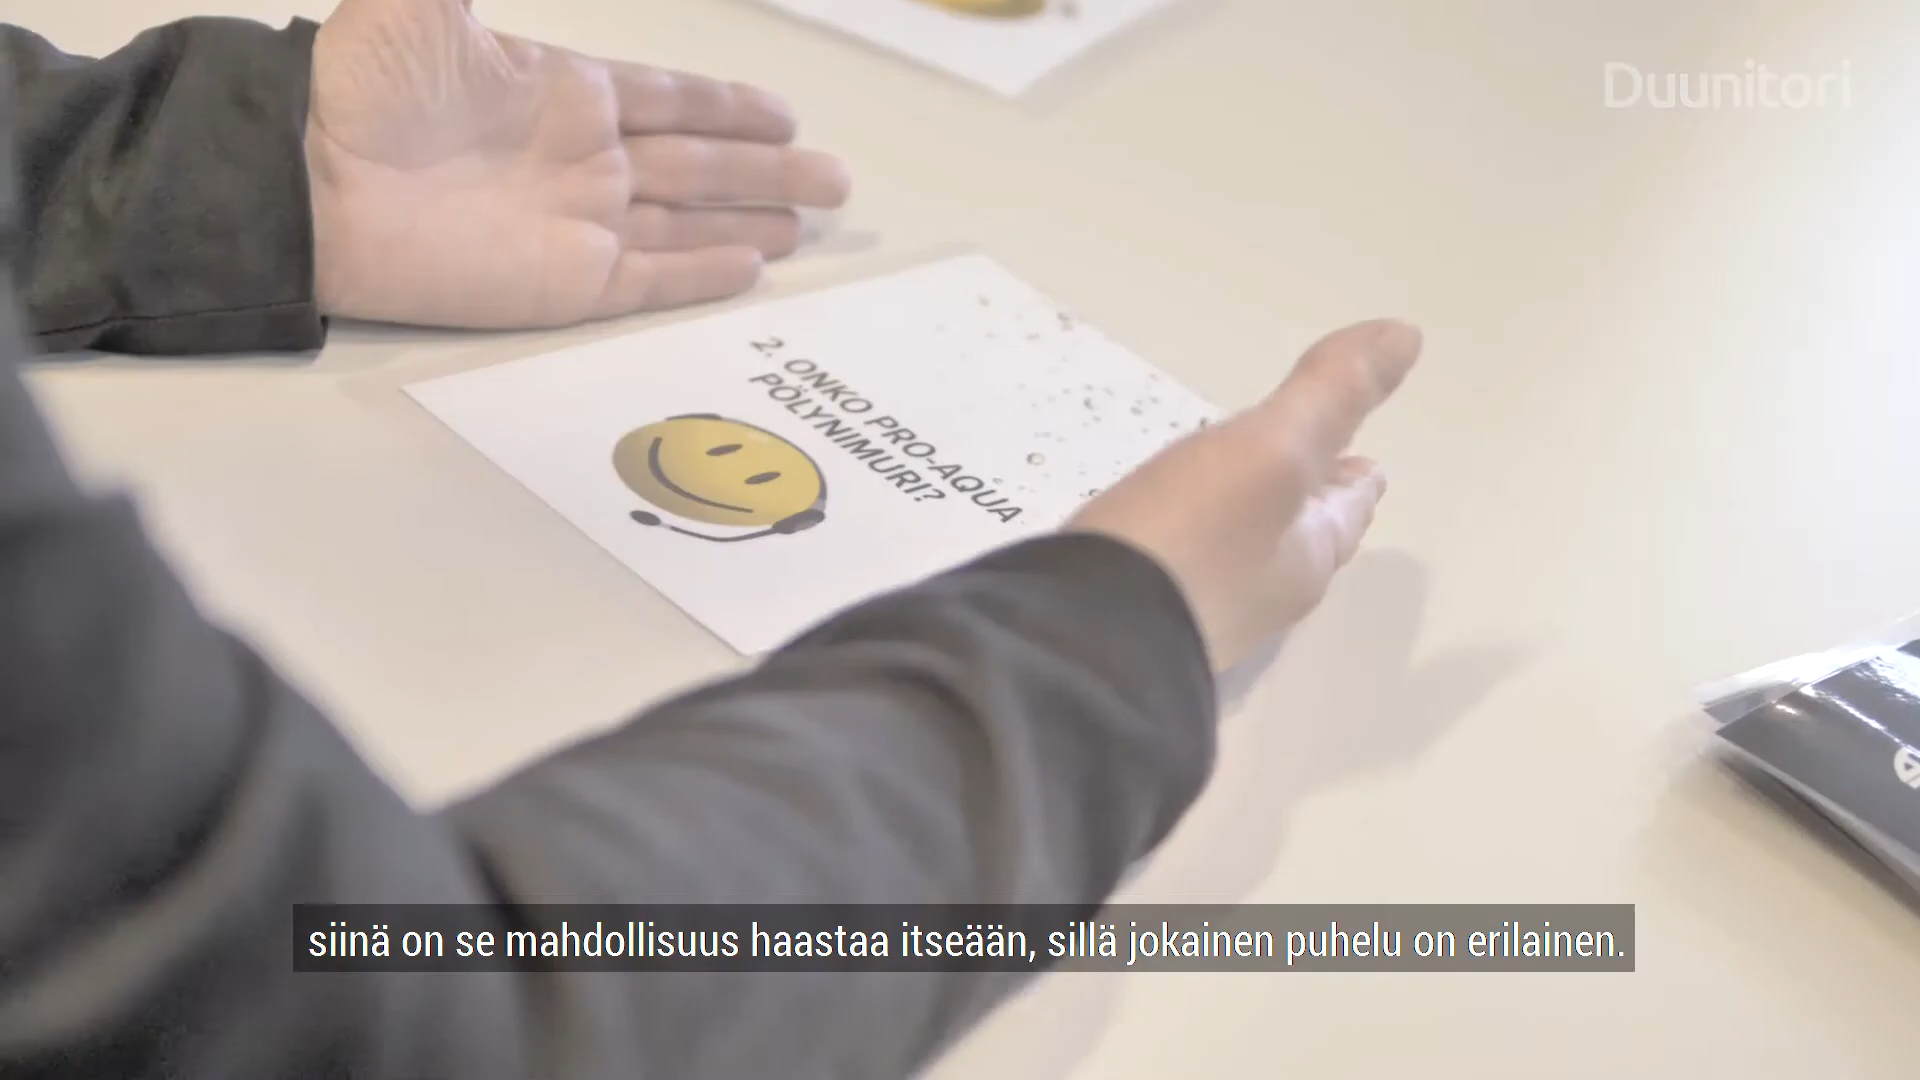 Duunitori
2. ONKO PRO-AQUA
PÖLYNIMURI?
siinä on se mahdollisuus haastaa itseään, sillä jokainen puhelu on erilainen.